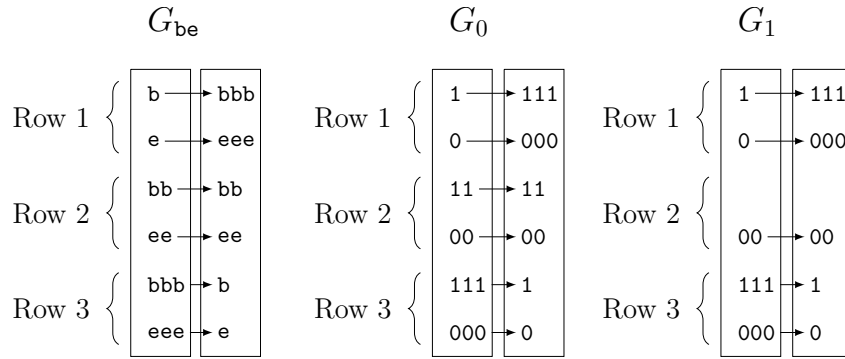 G_be G_0 G_1
b → bbb 1 → 111 1 → 111
Row 1 Row 1 Row 1
e → eee 0 → 000 0 → 000
bb → bb 11 → 11
Row 2 Row 2 Row 2
ee → ee 00 → 00 00 → 00
bbb → b 111 → 1 111 → 1
Row 3 Row 3 Row 3
eee → e 000 → 0 000 → 0